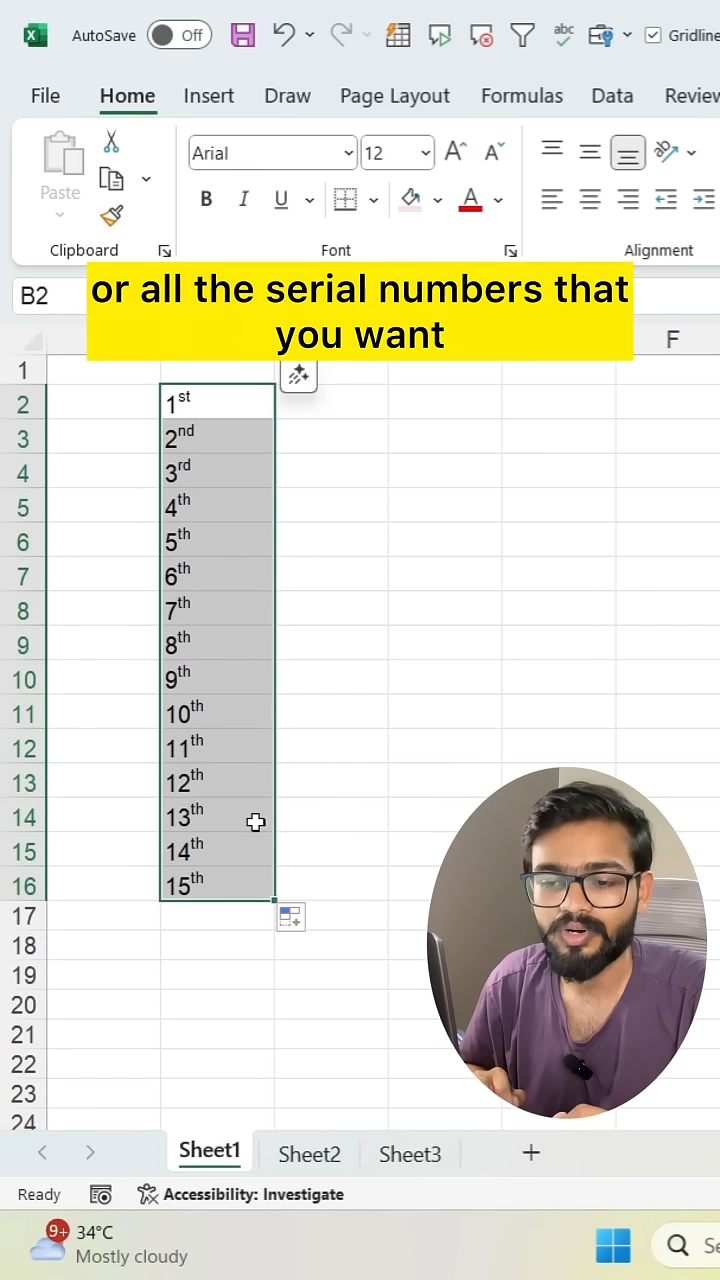 AutoSave Off abc Gridline
File Home Insert Draw Page Layout Formulas Data Review
Paste Arial 12
B I U A
Clipboard Font Alignment
B2
or all the serial numbers that
you want
F
1
2 1st
3 2nd
4 3rd
5 4th
6 5th
7 6th
8 7th
9 8th
10 9th
11 10th
12 11th
13 12th
14 13th
15 14th
16 15th
17
18
19
20
21
22
23
24
Sheet1 Sheet2 Sheet3
Ready Accessibility: Investigate
9+ 34°C
Mostly cloudy
Se